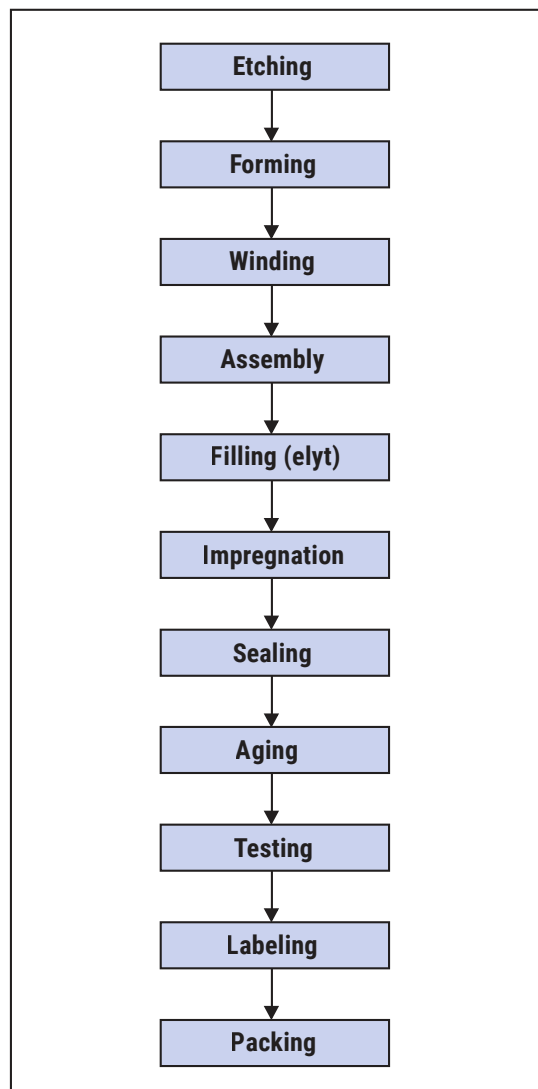 Etching
Forming
Winding
Assembly
Filling (elyt)
Impregnation
Sealing
Aging
Testing
Labeling
Packing